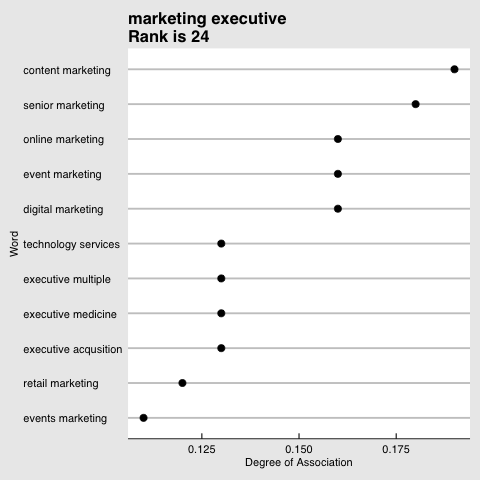 marketing executive
Rank is 24
content marketing
senior marketing
online marketing
event marketing
digital marketing
technology services
executive multiple
executive medicine
executive acqusition
retail marketing
events marketing
Word
0.125 0.150 0.175
Degree of Association